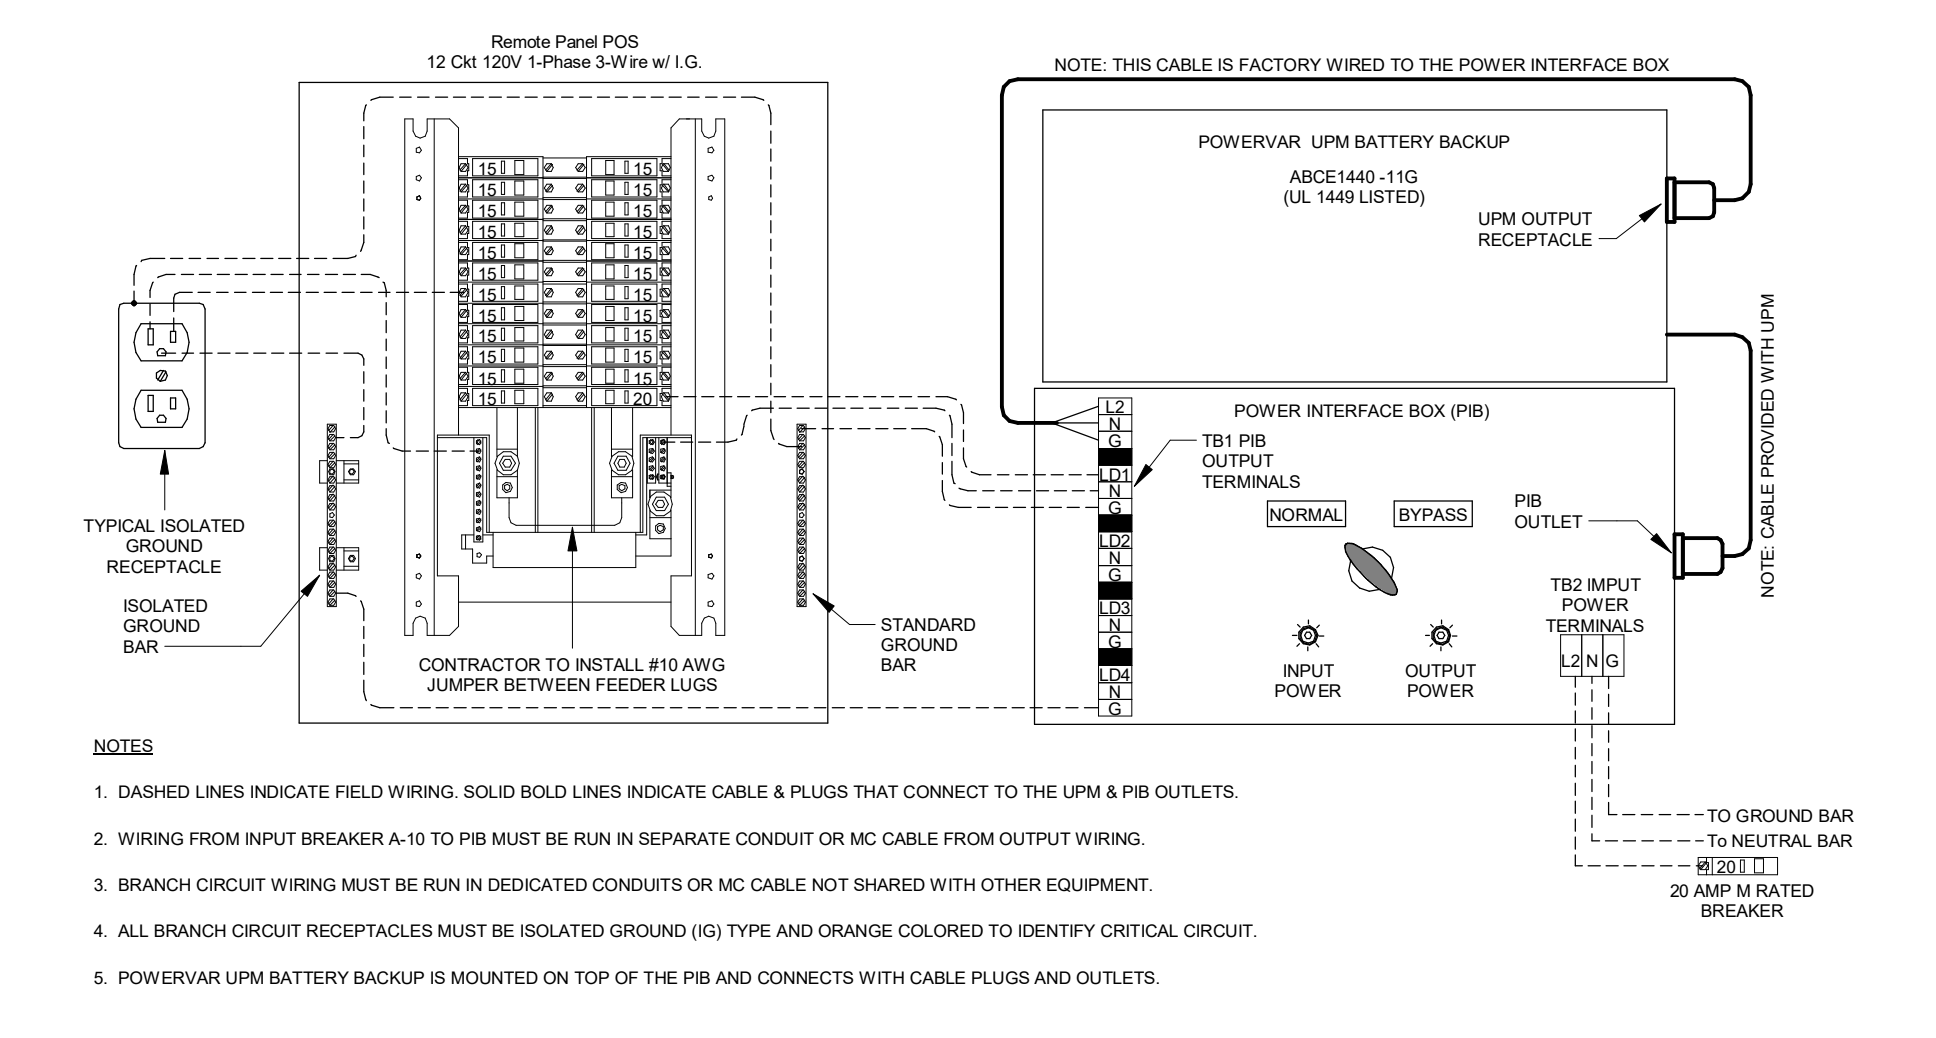 Remote Panel POS
12 Ckt 120V 1-Phase 3-Wire w/ I.G.
NOTE: THIS CABLE IS FACTORY WIRED TO THE POWER INTERFACE BOX
POWERVAR UPM BATTERY BACKUP
ABCE1440 -11G
(UL 1449 LISTED)
UPM OUTPUT
RECEPTACLE
NOTE: CABLE PROVIDED WITH UPM
15 15
15 15
15 15
15 15
15 15
15 15
15 15
15 15
15 15
15 15
15 15
15 20
TYPICAL ISOLATED
GROUND
RECEPTACLE
ISOLATED
GROUND
BAR
CONTRACTOR TO INSTALL #10 AWG
JUMPER BETWEEN FEEDER LUGS
STANDARD
GROUND
BAR
POWER INTERFACE BOX (PIB)
L2
N
G
LD1
N
G
LD2
N
G
LD3
N
G
LD4
N
G
TB1 PIB
OUTPUT
TERMINALS
NORMAL
BYPASS
PIB
OUTLET
INPUT
POWER
OUTPUT
POWER
TB2 IMPUT
POWER
TERMINALS
L2 N G
TO GROUND BAR
To NEUTRAL BAR
20
20 AMP M RATED
BREAKER
NOTES
1. DASHED LINES INDICATE FIELD WIRING. SOLID BOLD LINES INDICATE CABLE & PLUGS THAT CONNECT TO THE UPM & PIB OUTLETS.
2. WIRING FROM INPUT BREAKER A-10 TO PIB MUST BE RUN IN SEPARATE CONDUIT OR MC CABLE FROM OUTPUT WIRING.
3. BRANCH CIRCUIT WIRING MUST BE RUN IN DEDICATED CONDUITS OR MC CABLE NOT SHARED WITH OTHER EQUIPMENT.
4. ALL BRANCH CIRCUIT RECEPTACLES MUST BE ISOLATED GROUND (IG) TYPE AND ORANGE COLORED TO IDENTIFY CRITICAL CIRCUIT.
5. POWERVAR UPM BATTERY BACKUP IS MOUNTED ON TOP OF THE PIB AND CONNECTS WITH CABLE PLUGS AND OUTLETS.